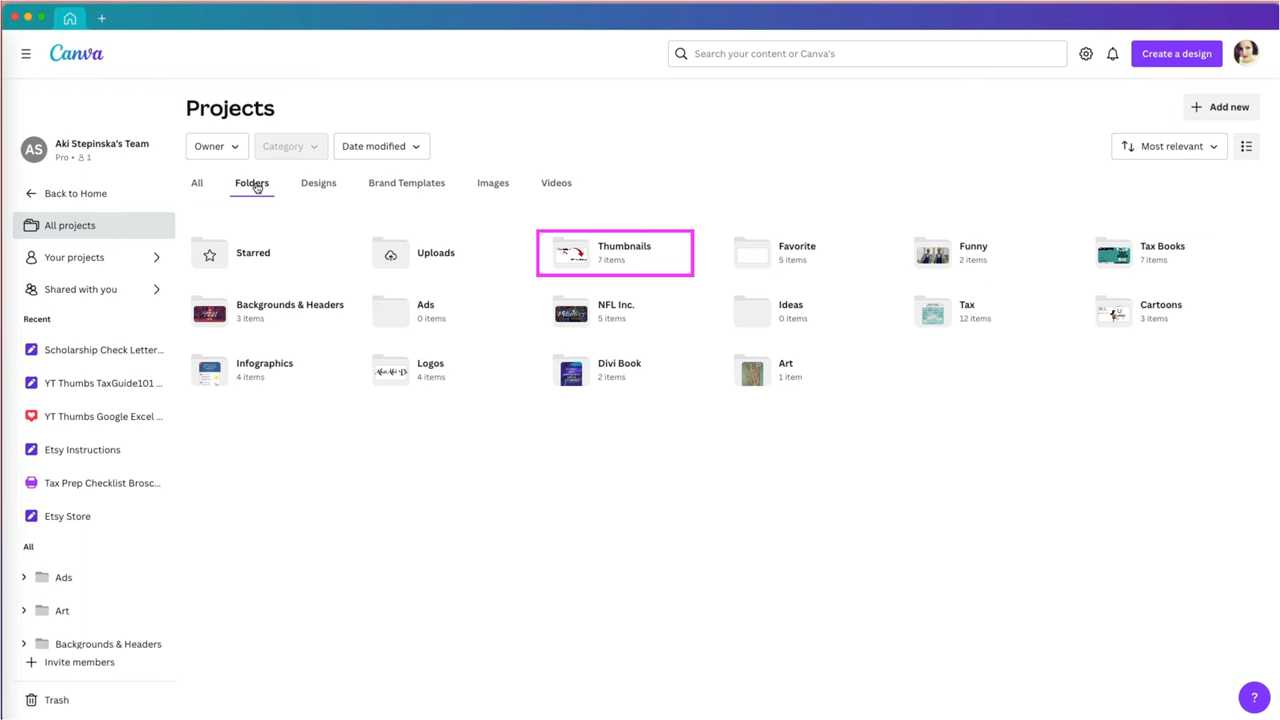 Canva
Search your content or Canva's
Create a design
Projects
Add new
AS
Aki Stepinska's Team
Pro • 1
Owner
Category
Date modified
Most relevant
Back to Home
All
Folders
Designs
Brand Templates
Images
Videos
All projects
Your projects
Shared with you
Recent
Scholarship Check Letter...
YT Thumbs TaxGuide101 ...
YT Thumbs Google Excel ...
Etsy Instructions
Tax Prep Checklist Brosc...
Etsy Store
All
Ads
Art
Backgrounds & Headers
Invite members
Trash
Starred
Uploads
Thumbnails
7 items
Favorite
5 items
Funny
2 items
Tax Books
7 items
Backgrounds & Headers
3 items
Ads
0 items
NFL Inc.
5 items
Ideas
0 items
Tax
12 items
Cartoons
3 items
Infographics
4 items
Logos
4 items
Divi Book
2 items
Art
1 item
?